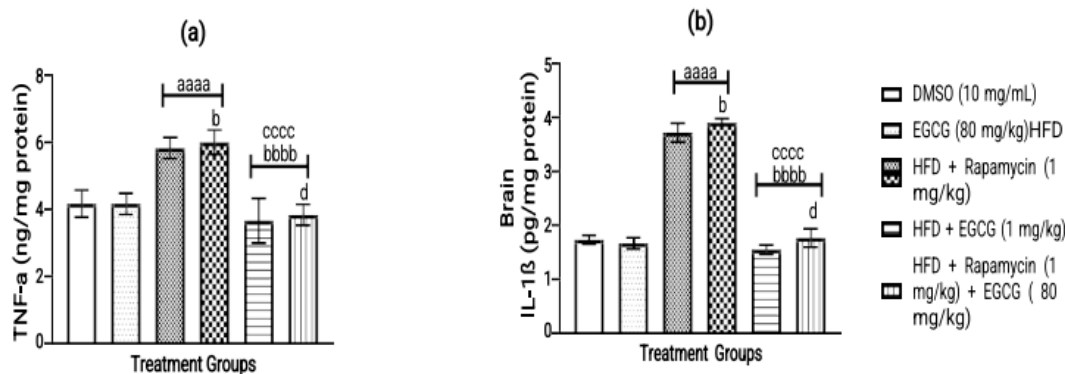 (a)
TNF-a (ng/mg protein)
8
6
4
2
0
aaaa
b
cccc
bbbb
d
Treatment Groups
(b)
Brain
IL-1ß (pg/mg protein)
5
4
3
2
1
0
aaaa
b
cccc
bbbb
d
Treatment Groups
DMSO (10 mg/mL)
EGCG (80 mg/kg)HFD
HFD + Rapamycin (1
mg/kg)
HFD + EGCG (1 mg/kg)
HFD + Rapamycin (1
mg/kg) + EGCG ( 80
mg/kg)